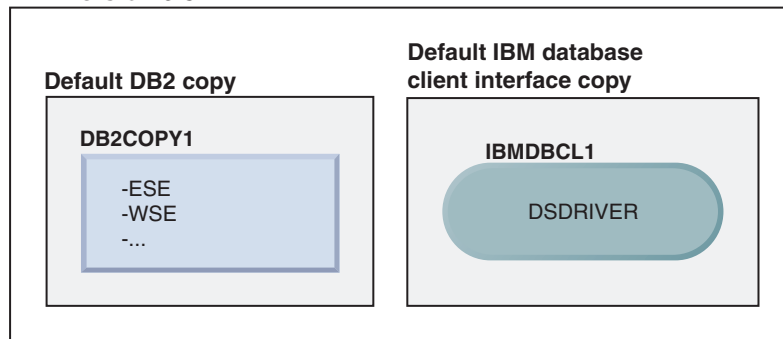 Default DB2 copy
DB2COPY1
-ESE
-WSE
-...
Default IBM database
client interface copy
IBMDBCL1
DSDRIVER